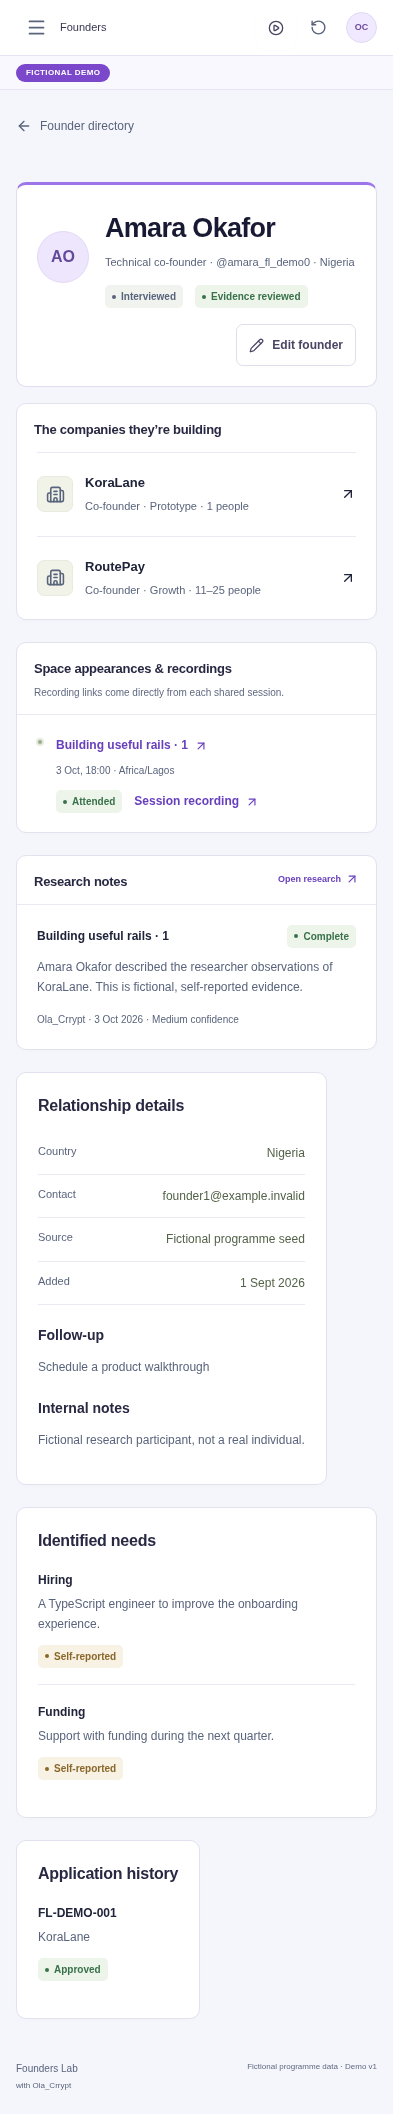 Founders
OC
FICTIONAL DEMO
Founder directory
AO
Amara Okafor
Technical co-founder · @amara_fl_demo0 · Nigeria
Interviewed
Evidence reviewed
Edit founder
The companies they’re building
KoraLane
Co-founder · Prototype · 1 people
RoutePay
Co-founder · Growth · 11–25 people
Space appearances & recordings
Recording links come directly from each shared session.
Building useful rails · 1
3 Oct, 18:00 · Africa/Lagos
Attended
Session recording
Research notes
Open research
Building useful rails · 1
Complete
Amara Okafor described the researcher observations of
KoraLane. This is fictional, self-reported evidence.
Ola_Crrypt · 3 Oct 2026 · Medium confidence
Relationship details
Country
Nigeria
Contact
founder1@example.invalid
Source
Fictional programme seed
Added
1 Sept 2026
Follow-up
Schedule a product walkthrough
Internal notes
Fictional research participant, not a real individual.
Identified needs
Hiring
A TypeScript engineer to improve the onboarding
experience.
Self-reported
Funding
Support with funding during the next quarter.
Self-reported
Application history
FL-DEMO-001
KoraLane
Approved
Founders Lab
with Ola_Crrypt
Fictional programme data · Demo v1